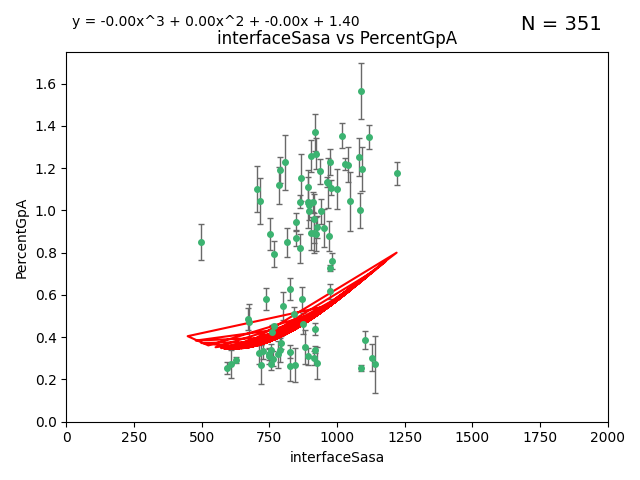 y = -0.00x^3 + 0.00x^2 + -0.00x + 1.40
N = 351
interfaceSasa vs PercentGpA
PercentGpA
1.6
1.4
1.2
1.0
0.8
0.6
0.4
0.2
0.0
0 250 500 750 1000 1250 1500 1750 2000
interfaceSasa